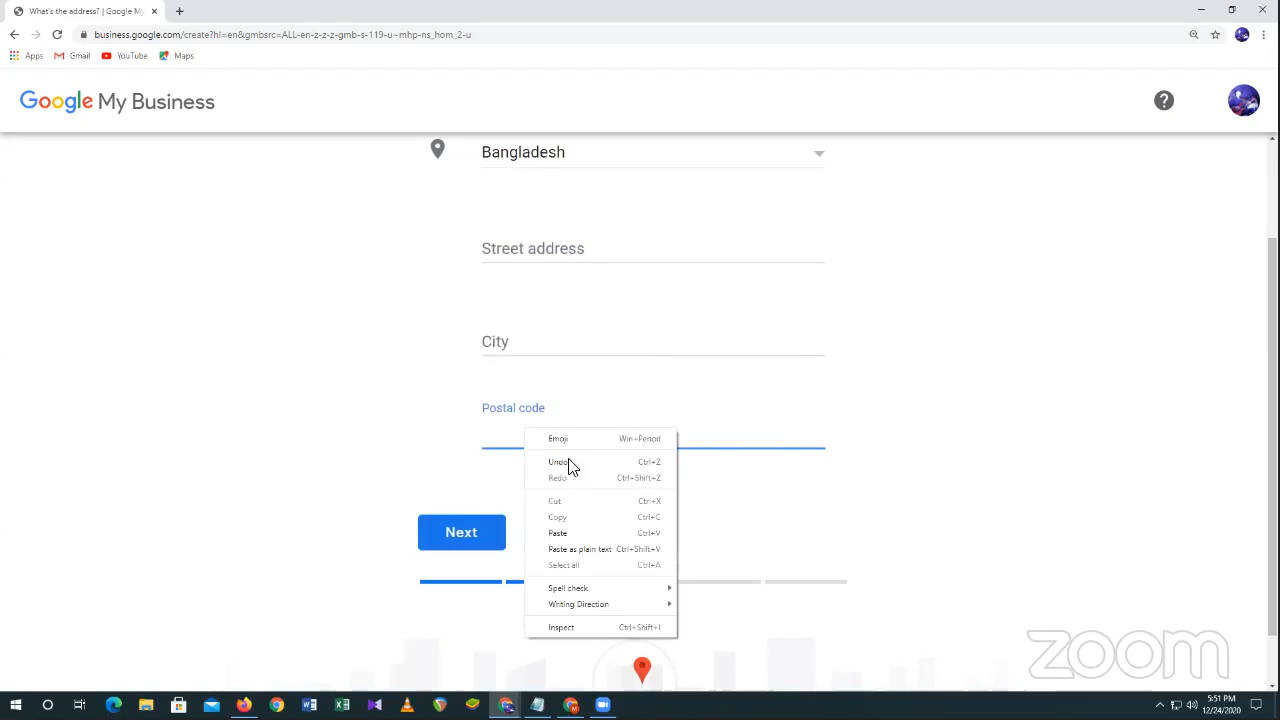 What's the address? | Google M
business.google.com/create?hl=en&gmbsrc=ALL-en-z-z-z-gmb-s-119-u~mhp-ns_hom_2-u
Apps Gmail YouTube Maps
Google My Business
Bangladesh
Street address
City
Postal code
Emoji Win+Period
Undo Ctrl+Z
Redo Ctrl+Shift+Z
Cut Ctrl+X
Copy Ctrl+C
Paste Ctrl+V
Paste as plain text Ctrl+Shift+V
Select all Ctrl+A
Spell check
Writing Direction
Inspect Ctrl+Shift+I
Next
zoom
5:51 PM
12/24/2020